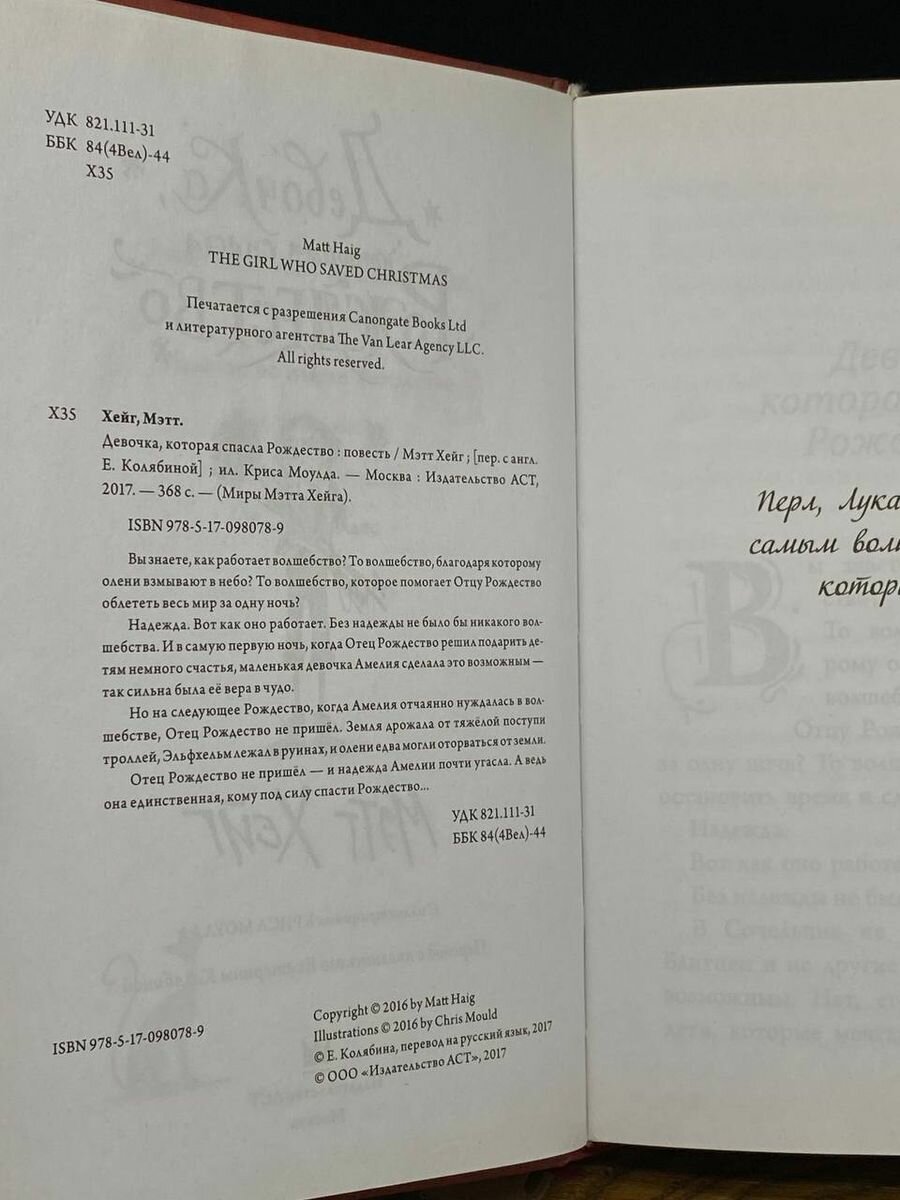 УДК 821.111-31
ББК 84(4Вел)-44
Х35
Matt Haig
THE GIRL WHO SAVED CHRISTMAS
Печатается с разрешения Canongate Books Ltd
и литературного агентства The Van Lear Agency LLC.
All rights reserved.
Х35 Хейг, Мэтт.
Девочка, которая спасла Рождество : повесть / Мэтт Хейг ; [пер. с англ.
Е. Колябиной] ; ил. Криса Моулда. — Москва : Издательство АСТ,
2017. — 368 с. — (Миры Мэтта Хейга).
ISBN 978-5-17-098078-9
Вы знаете, как работает волшебство? То волшебство, благодаря которому
олени взмывают в небо? То волшебство, которое помогает Отцу Рождество
облететь весь мир за одну ночь?
Надежда. Вот как оно работает. Без надежды не было бы никакого вол-
шебства. И в самую первую ночь, когда Отец Рождество решил подарить де-
тям немного счастья, маленькая девочка Амелия сделала это возможным —
так сильна была её вера в чудо.
Но на следующее Рождество, когда Амелия отчаянно нуждалась в вол-
шебстве, Отец Рождество не пришёл. Земля дрожала от тяжёлой поступи
троллей, Эльфхельм лежал в руинах, и олени едва могли оторваться от земли.
Отец Рождество не пришёл — и надежда Амелии почти угасла. А ведь
она единственная, кому под силу спасти Рождество...
УДК 821.111-31
ББК 84(4Вел)-44
ISBN 978-5-17-098078-9
Copyright © 2016 by Matt Haig
Illustrations © 2016 by Chris Mould
© Е. Колябина, перевод на русский язык, 2017
© ООО «Издательство АСТ», 2017
Перл, Лука
самым вол
котор